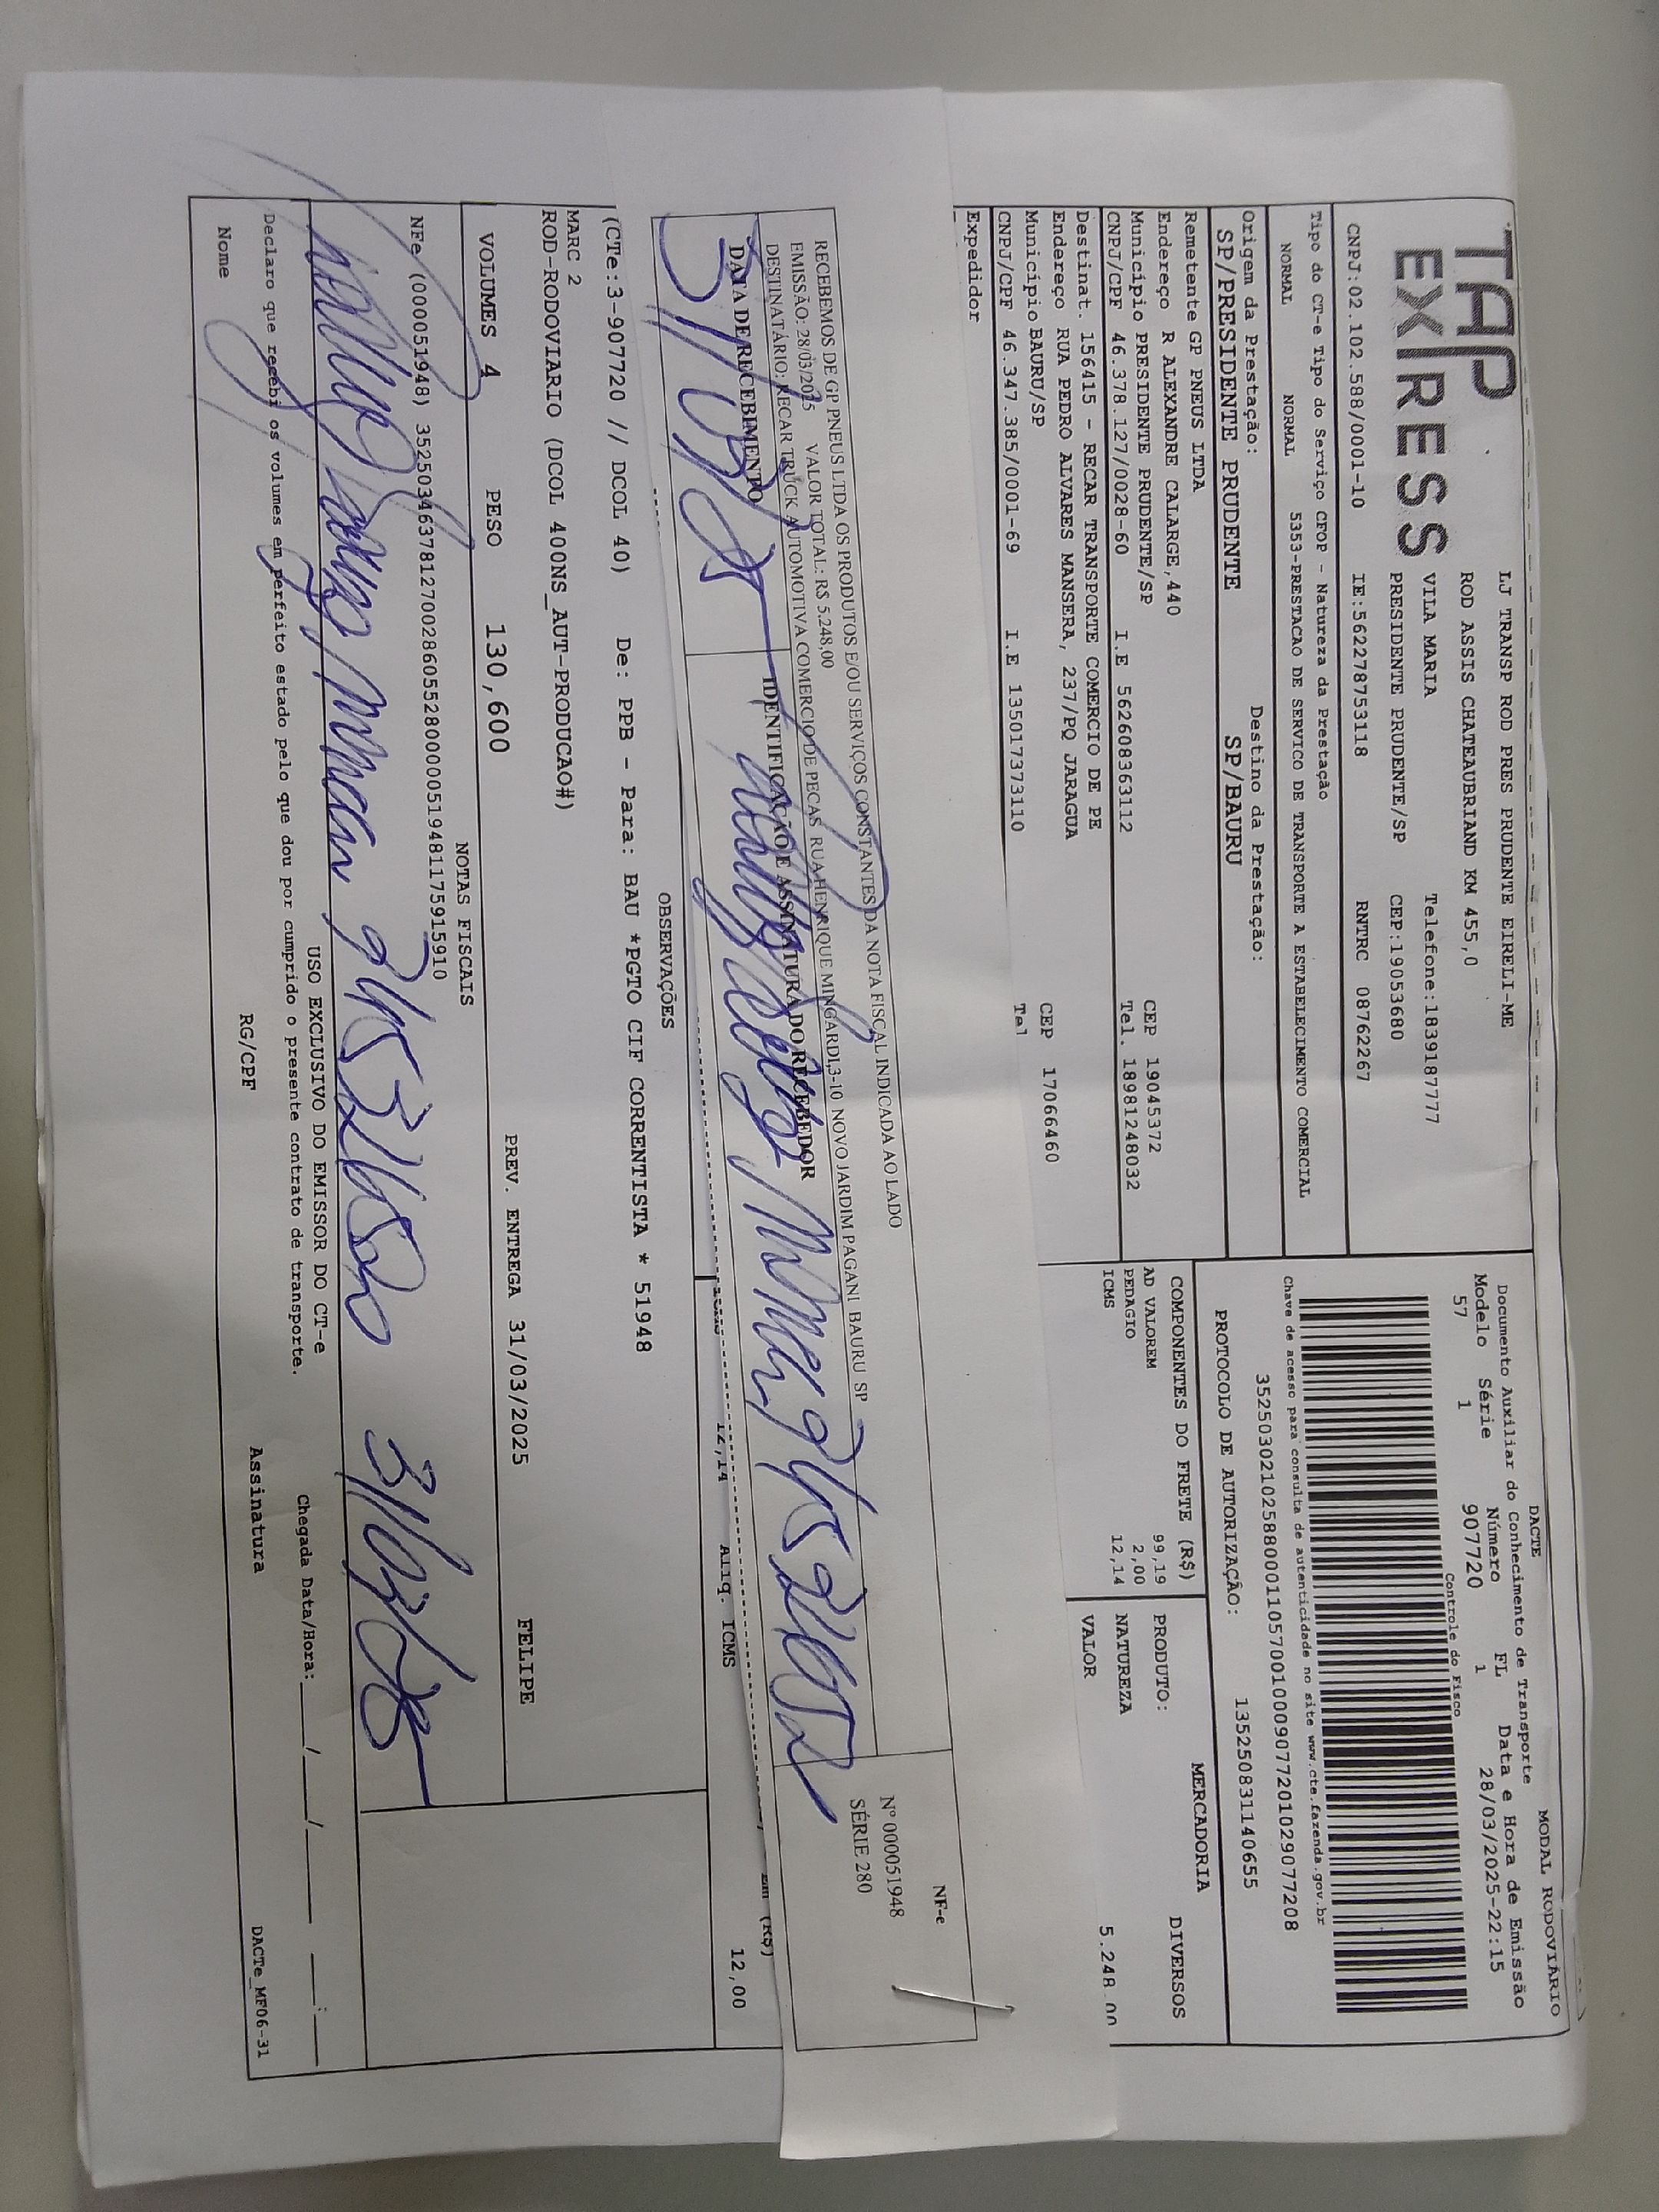 TAP EXPRESS
LJ TRANSP ROD PRES PRUDENTE EIRELI-ME
ROD ASSIS CHATEAUBRIAND KM 455,0
VILA MARIA Telefone:1839187777
PRESIDENTE PRUDENTE/SP CEP:19053680
CNPJ:02.102.588/0001-10 IE:562278753118 RNTRC 08762267
DACTE MODAL RODOVIÁRIO
Documento Auxiliar do Conhecimento de Transporte
Modelo Série Número FL Data e Hora de Emissão
57 1 907720 1 28/03/2025-22:15
Controle do Fisco
Chave de acesso para consulta de autenticidade no site www.cte.fazenda.gov.br
35250302102588000110570010009077201029077208
PROTOCOLO DE AUTORIZAÇÃO: 135250831140655
Tipo do CT-e Tipo do Serviço CFOP - Natureza da Prestação
NORMAL NORMAL 5353-PRESTACAO DE SERVICO DE TRANSPORTE A ESTABELECIMENTO COMERCIAL
Origem da Prestação: Destino da Prestação:
SP/PRESIDENTE PRUDENTE SP/BAURU
Remetente GP PNEUS LTDA
Endereço R ALEXANDRE CALARGE,440 CEP 19045372
Município PRESIDENTE PRUDENTE/SP Tel. 18981248032
CNPJ/CPF 46.378.127/0028-60 I.E 562608363112
Destinat. 156415 - RECAR TRANSPORTE COMERCIO DE PE
Endereço RUA PEDRO ALVARES MANSERA, 237/PQ JARAGUA
Município BAURU/SP CEP 17066460
CNPJ/CPF 46.347.385/0001-69 I.E 135017373110 Tel
Expedidor
COMPONENTES DO FRETE (R$)
AD VALOREM 99,19
PEDAGIO 2,00
ICMS 12,14
MERCADORIA
PRODUTO: DIVERSOS
NATUREZA
VALOR 5.248,00
RECEBEMOS DE GP PNEUS LTDA OS PRODUTOS E/OU SERVIÇOS CONSTANTES DA NOTA FISCAL INDICADA AO LADO
EMISSÃO: 28/03/2025 VALOR TOTAL: R$ 5.248,00
DESTINATÁRIO: RECAR TRUCK AUTOMOTIVA COMERCIO DE PECAS RUA HENRIQUE MINGARDI,3-10 NOVO JARDIM PAGANI BAURU SP
DATA DE RECEBIMENTO IDENTIFICAÇÃO E ASSINATURA DO RECEBEDOR
NF-e
Nº 000051948
SÉRIE 280
12,14 Aliq. ICMS 12,00
OBSERVAÇÕES
(CTe:3-907720 // DCOL 40) De: PPB - Para: BAU *PGTO CIF CORRENTISTA * 51948
MARC 2
ROD-RODOVIARIO (DCOL 400NS_AUT-PRODUCAO#)
VOLUMES 4 PESO 130,600 PREV. ENTREGA 31/03/2025 FELIPE
NOTAS FISCAIS
NFe (000051948) 35250346378127002860552800000519481175915910
USO EXCLUSIVO DO EMISSOR DO CT-e
Declaro que recebi os volumes em perfeito estado pelo que dou por cumprido o presente contrato de transporte. Chegada Data/Hora:____/____/____ __:__
Nome RG/CPF Assinatura DACTe_MF06-31